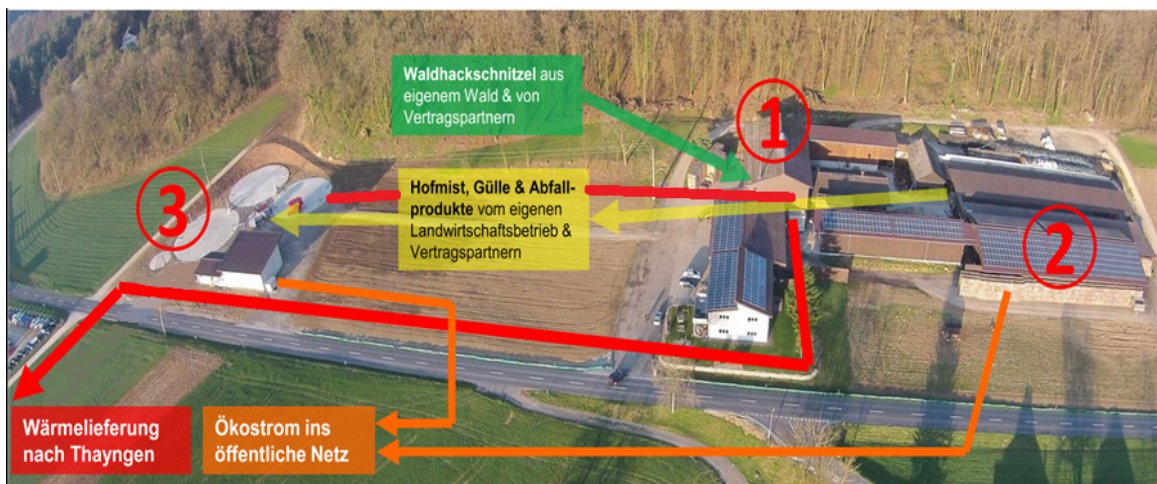 Waldhackschnitzel aus
eigenem Wald & von
Vertragspartnern
1
Hofmist, Gülle & Abfall-
produkte vom eigenen
Landwirtschaftsbetrieb &
Vertragspartnern
3
2
Wärmelieferung
nach Thayngen
Ökostrom ins
öffentliche Netz